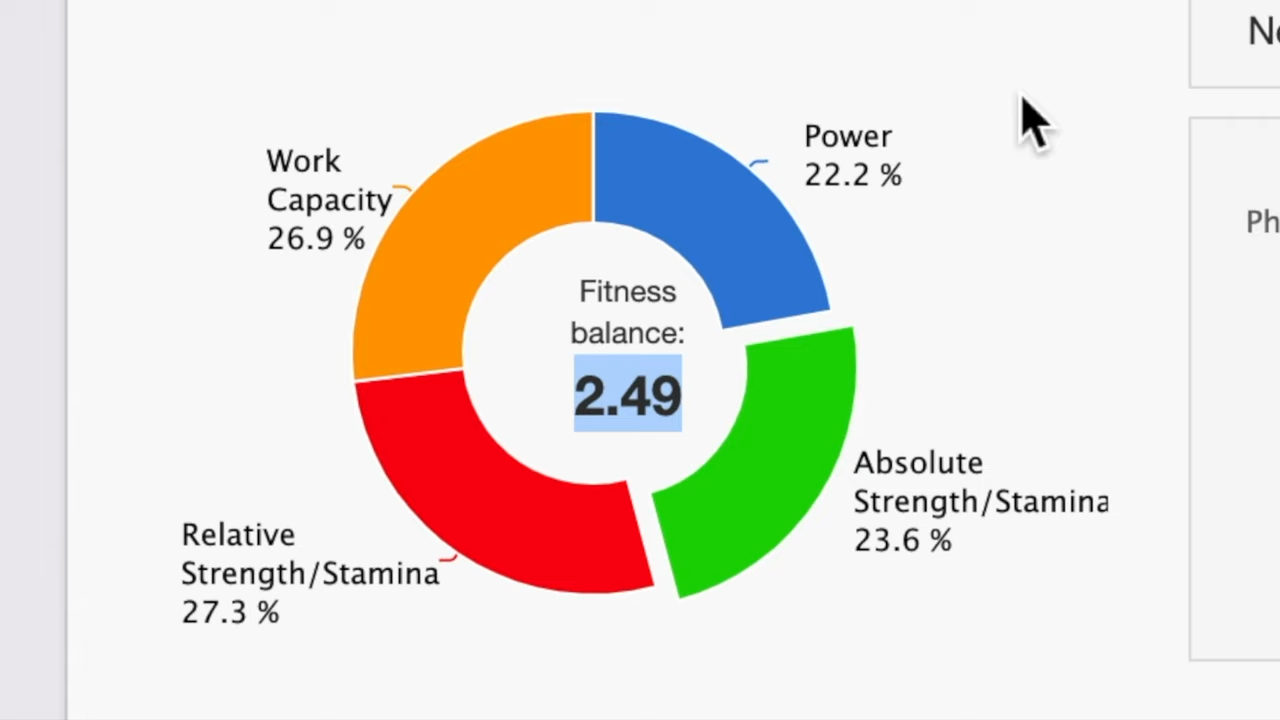 Work
Capacity
26.9 %
Power
22.2 %
Fitness
balance:
2.49
Absolute
Strength/Stamina
23.6 %
Relative
Strength/Stamina
27.3 %